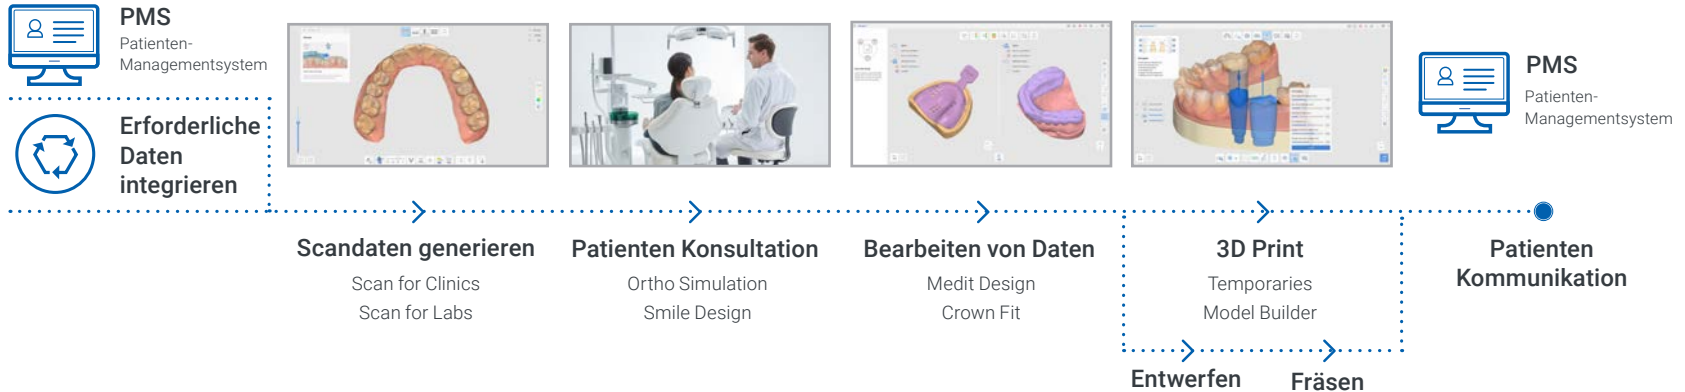 PMS
Patienten-
Managementsystem
Erforderliche
Daten
integrieren
Scandaten generieren
Scan for Clinics
Scan for Labs
Patienten Konsultation
Ortho Simulation
Smile Design
Bearbeiten von Daten
Medit Design
Crown Fit
3D Print
Temporaries
Model Builder
Entwerfen
Fräsen
PMS
Patienten-
Managementsystem
Patienten
Kommunikation